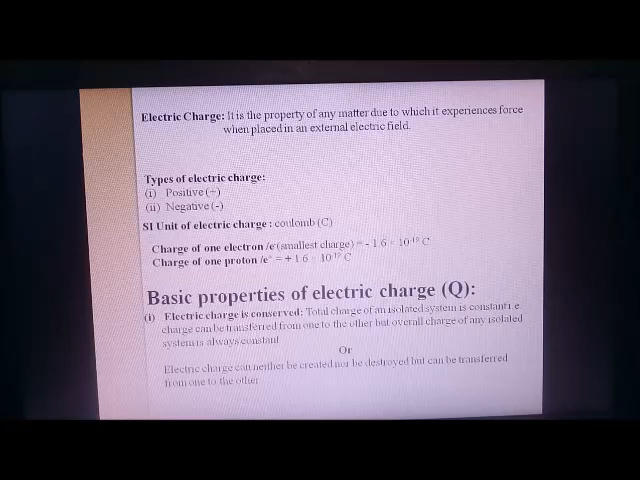 Electric Charge: It is the property of any matter due to which it experiences force
when placed in an external electric field.
Types of electric charge:
(i) Positive (+)
(ii) Negative (-)
SI Unit of electric charge : coulomb (C)
Charge of one electron /e⁻(smallest charge) = - 1.6 × 10⁻¹⁹ C
Charge of one proton /e⁺ = + 1.6 × 10⁻¹⁹ C
Basic properties of electric charge (Q):
(i) Electric charge is conserved: Total charge of an isolated system is constant i.e.
charge can be transferred from one to the other but overall charge of any isolated
system is always constant
Or
Electric charge can neither be created nor be destroyed but can be transferred
from one to the other